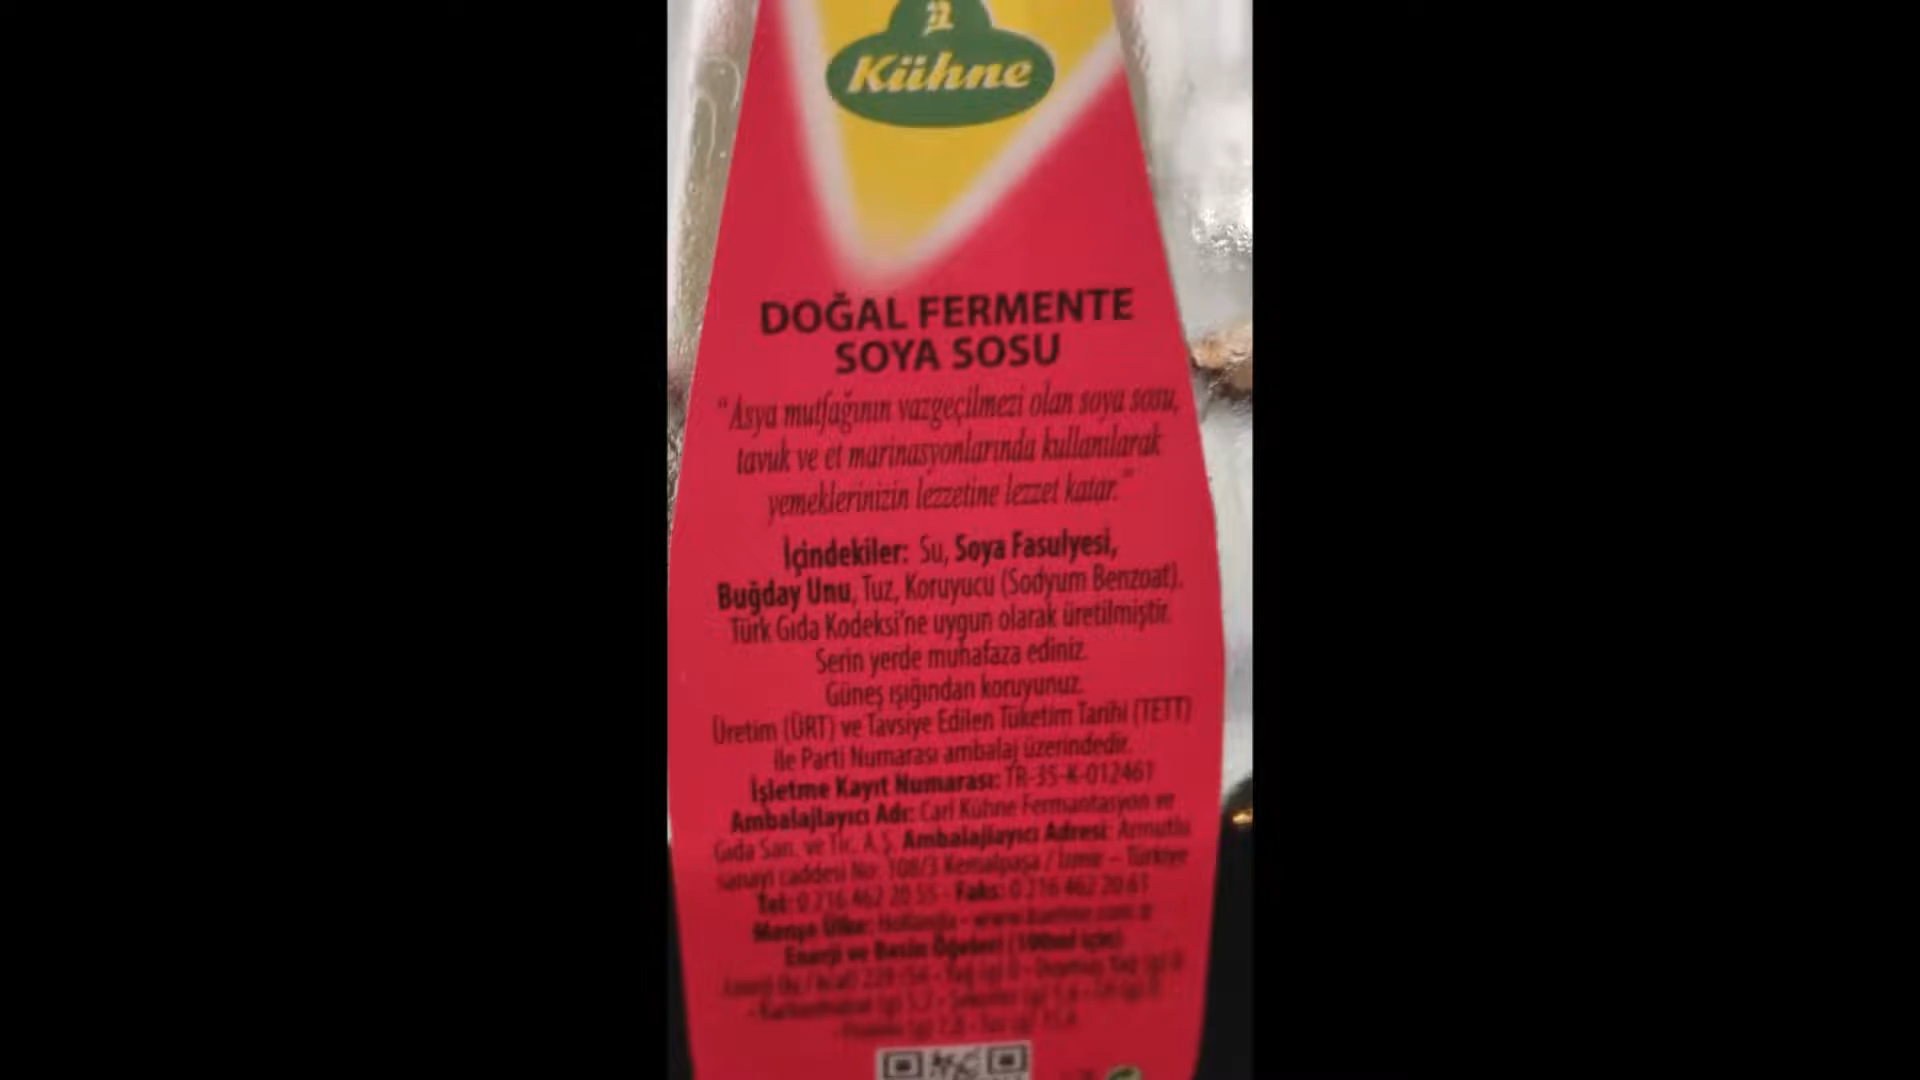 Kühne
DOĞAL FERMENTE
SOYA SOSU
"Asya mutfağının vazgeçilmezi olan soya sosu,
tavuk ve et marinasyonlarında kullanılarak
yemeklerinizin lezzetine lezzet katar."
İçindekiler: Su, Soya Fasulyesi,
Buğday Unu, Tuz, Koruyucu (Sodyum Benzoat).
Türk Gıda Kodeksi'ne uygun olarak üretilmiştir.
Serin yerde muhafaza ediniz.
Güneş ışığından koruyunuz.
Üretim (ÜRT) ve Tavsiye Edilen Tüketim Tarihi (TETT)
ile Parti Numarası ambalaj üzerindedir.
İşletme Kayıt Numarası: TR-35-K-012461
Ambalajlayıcı Adı: Carl Kühne Fermantasyon ve
Gıda San. ve Tic. A.Ş. Ambalajlayıcı Adresi: Armutlu
sanayi caddesi No: 108/3 Kemalpaşa / İzmir - Türkiye
Tel: 0 216 462 20 55 - Faks: 0 216 462 20 61
Menşe Ülke: Hollanda - www.kuehne.com.tr
Enerji ve Besin Öğeleri (100ml için)